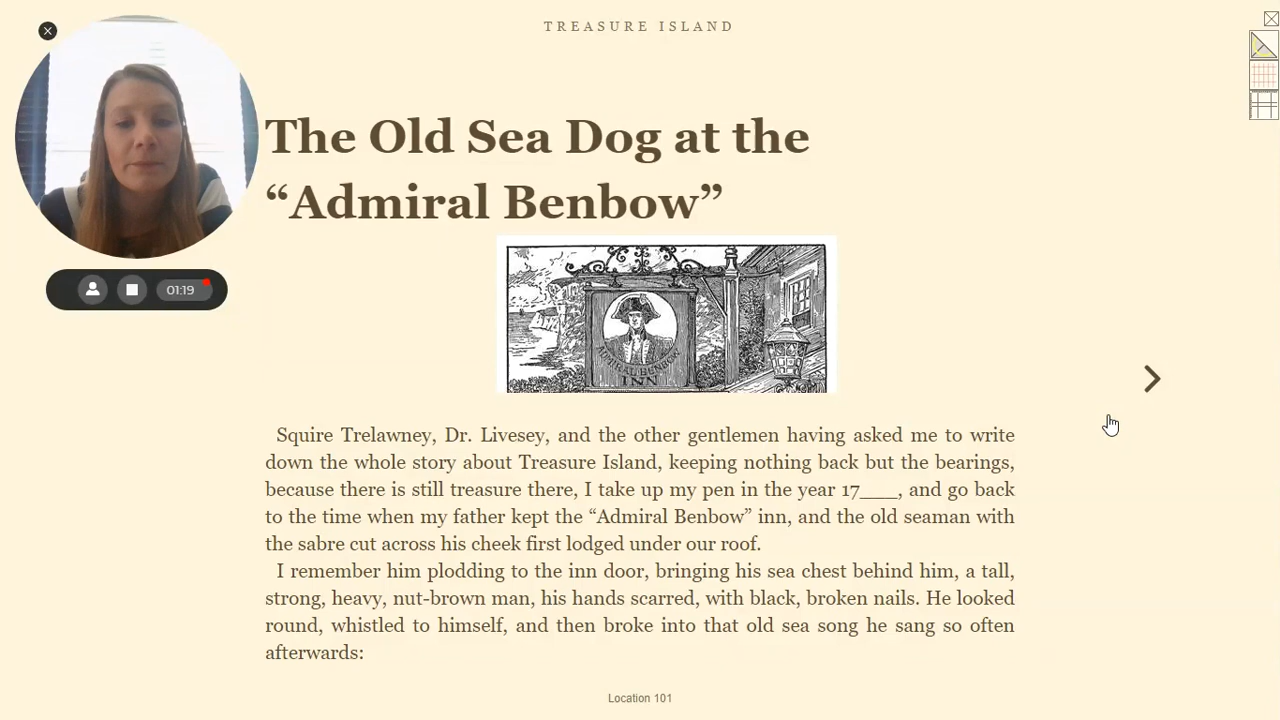 TREASURE ISLAND
The Old Sea Dog at the
“Admiral Benbow”
ADMIRAL BENBOW
INN
Squire Trelawney, Dr. Livesey, and the other gentlemen having asked me to write
down the whole story about Treasure Island, keeping nothing back but the bearings,
because there is still treasure there, I take up my pen in the year 17___, and go back
to the time when my father kept the “Admiral Benbow” inn, and the old seaman with
the sabre cut across his cheek first lodged under our roof.
I remember him plodding to the inn door, bringing his sea chest behind him, a tall,
strong, heavy, nut-brown man, his hands scarred, with black, broken nails. He looked
round, whistled to himself, and then broke into that old sea song he sang so often
afterwards:
01:19
Location 101